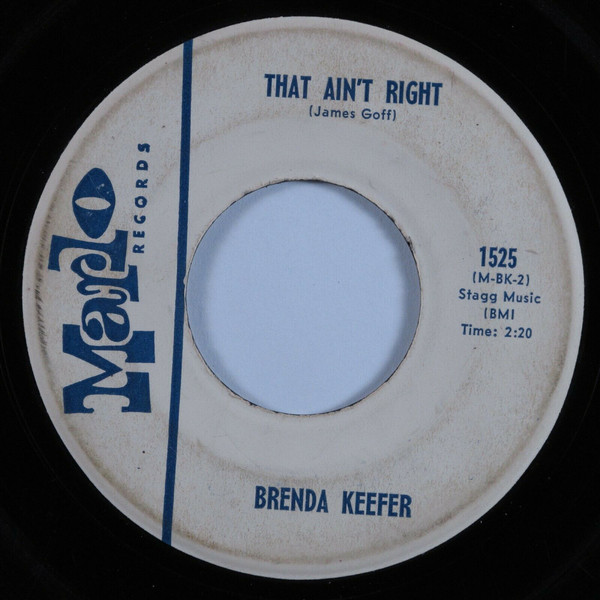 THAT AIN'T RIGHT
(James Goff)
Marlo
RECORDS
1525
(M-BK-2)
Stagg Music
(BMI
Time: 2:20
BRENDA KEEFER